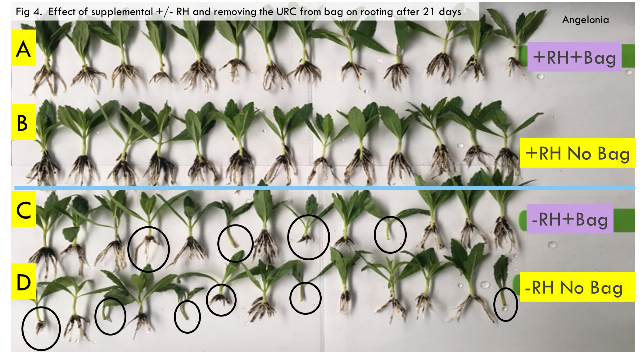 Fig 4. Effect of supplemental +/- RH and removing the URC from bag on rooting after 21 days
Angelonia
A
+RH+Bag
B
+RH No Bag
C
-RH+Bag
D
-RH No Bag